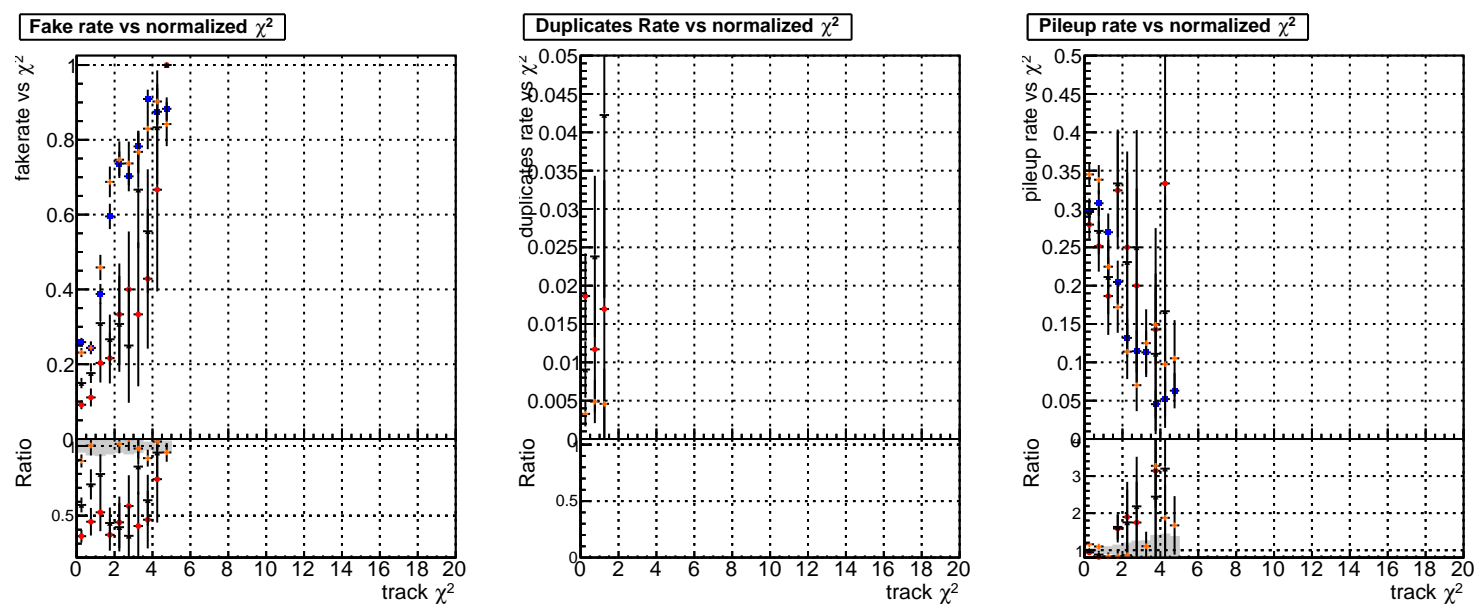 Fake rate vs normalized χ²
fakerate vs χ²
1
0.8
0.6
0.4
0.2
0
Ratio
1
0.5
0 2 4 6 8 10 12 14 16 18 20
track χ²
Duplicates Rate vs normalized χ²
duplicates rate vs χ²
0.05
0.045
0.04
0.035
0.03
0.025
0.02
0.015
0.01
0.005
0
Ratio
1
0.5
0
0 2 4 6 8 10 12 14 16 18 20
track χ²
Pileup rate vs normalized χ²
pileup rate vs χ²
0.5
0.45
0.4
0.35
0.3
0.25
0.2
0.15
0.1
0.05
0
Ratio
3
2
1
0 2 4 6 8 10 12 14 16 18 20
track χ²